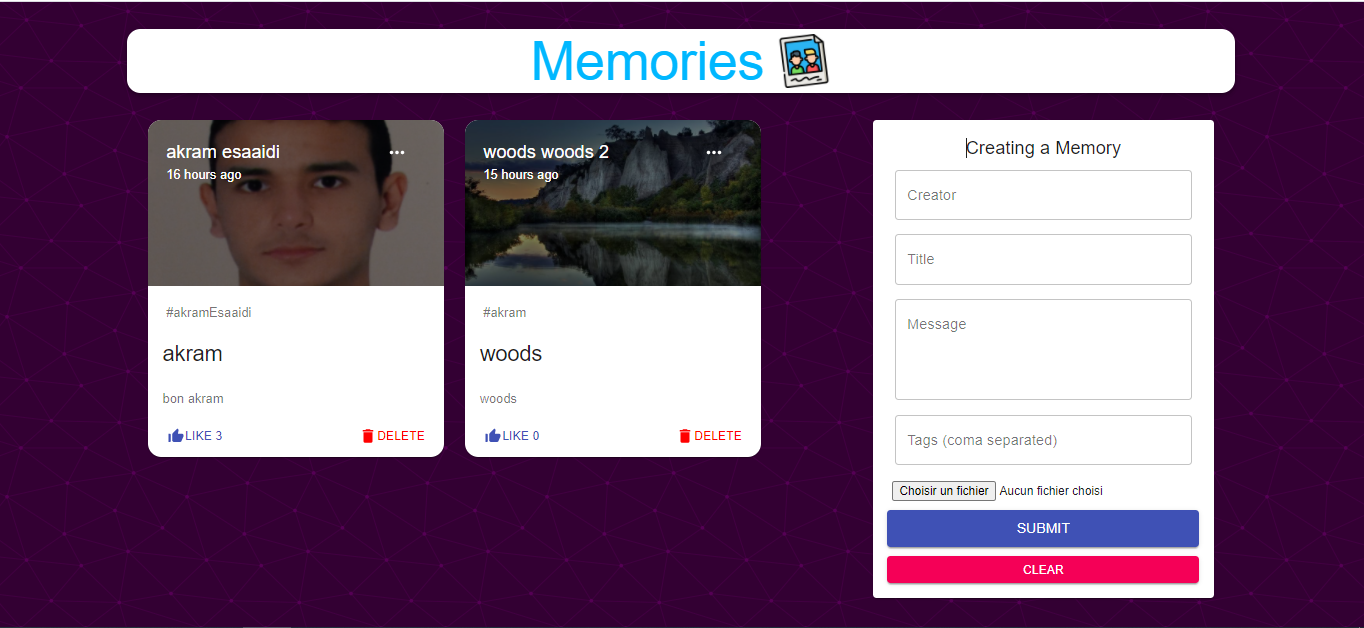 Memories
akram esaaidi
16 hours ago
#akramEsaaidi
akram
bon akram
LIKE 3
DELETE
woods woods 2
15 hours ago
#akram
woods
woods
LIKE 0
DELETE
Creating a Memory
Creator
Title
Message
Tags (coma separated)
Choisir un fichier Aucun fichier choisi
SUBMIT
CLEAR